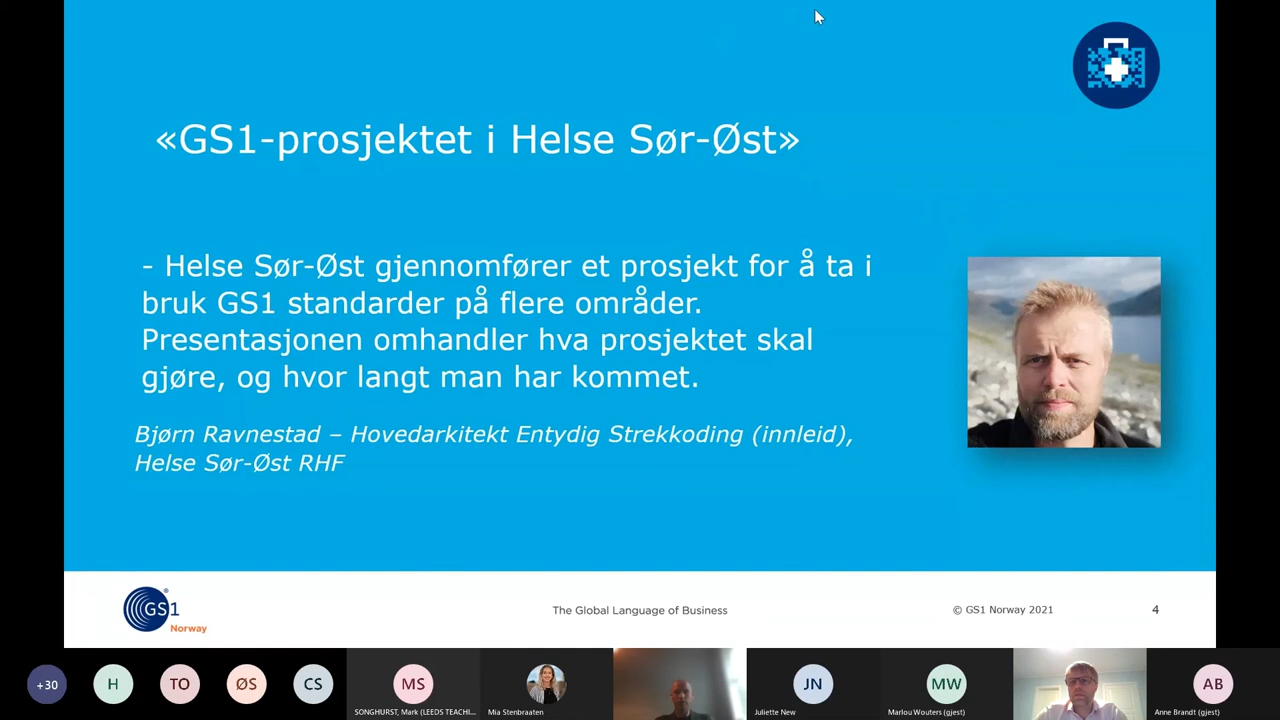 «GS1-prosjektet i Helse Sør-Øst»
- Helse Sør-Øst gjennomfører et prosjekt for å ta i
bruk GS1 standarder på flere områder.
Presentasjonen omhandler hva prosjektet skal
gjøre, og hvor langt man har kommet.
Bjørn Ravnestad – Hovedarkitekt Entydig Strekkoding (innleid),
Helse Sør-Øst RHF
GS1
®
Norway
The Global Language of Business
© GS1 Norway 2021
4
+30
H
TO
ØS
CS
MS
JN
MW
AB
SONGHURST, Mark (LEEDS TEACHI...
Mia Stenbraaten
Juliette New
Marlou Wouters (gjest)
Anne Brandt (gjest)